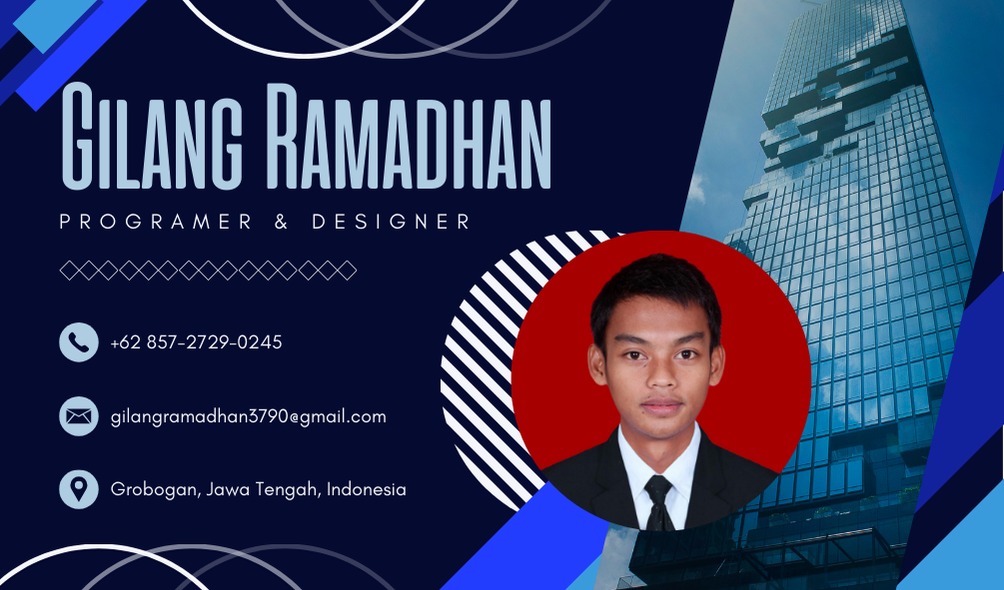 Gilang Ramadhan
PROGRAMER & DESIGNER
+62 857-2729-0245
gilangramadhan3790@gmail.com
Grobogan, Jawa Tengah, Indonesia